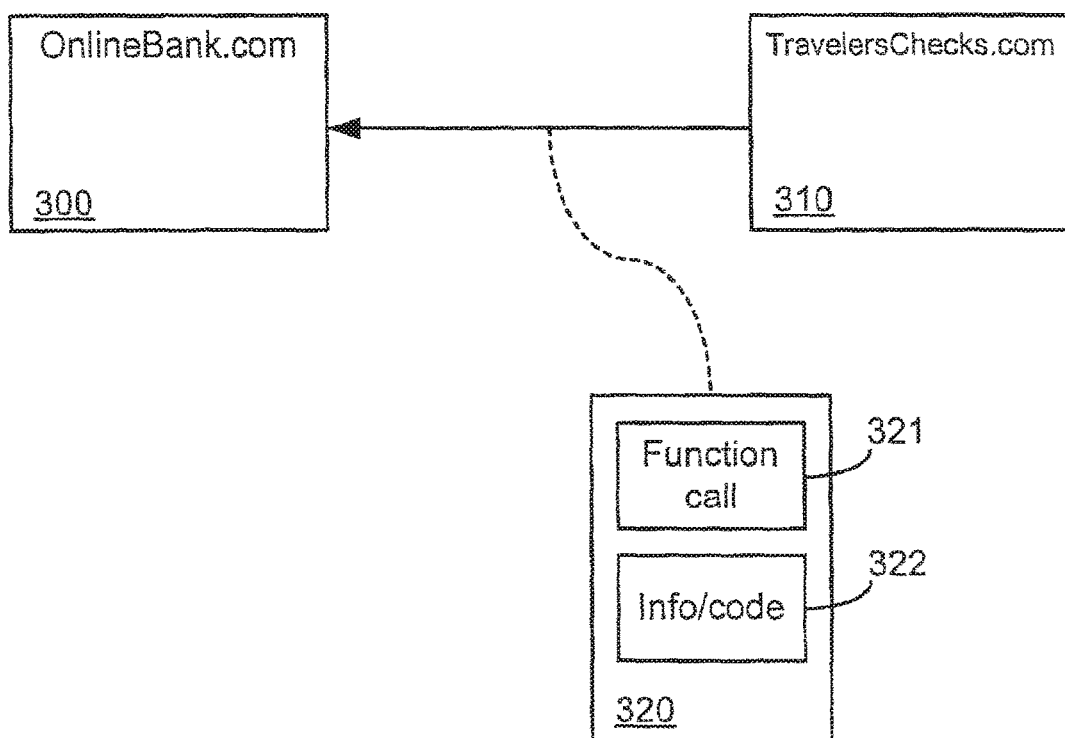 OnlineBank.com
300
TravelersChecks.com
310
Function
call
321
Info/code
322
320